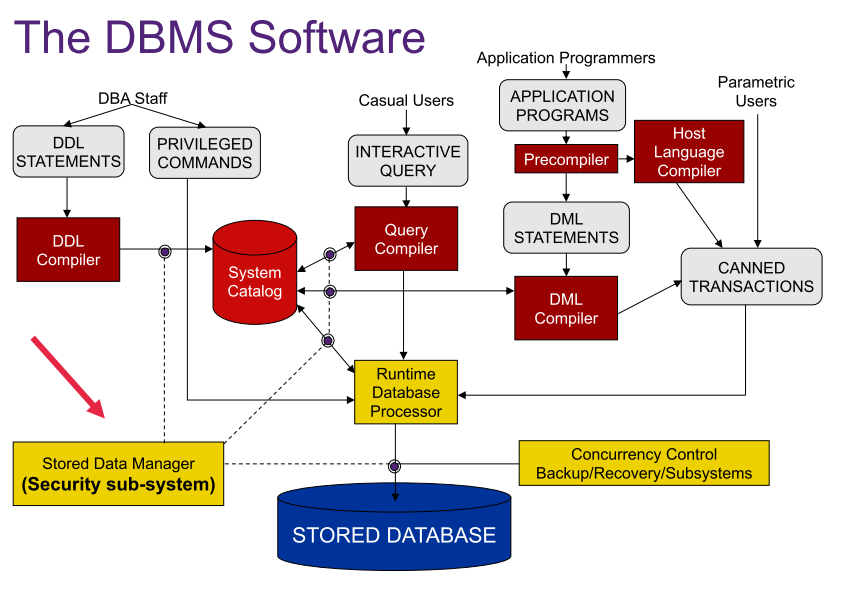 The DBMS Software
Application Programmers
DBA Staff
Casual Users
Parametric
Users
DDL
STATEMENTS
PRIVILEGED
COMMANDS
INTERACTIVE
QUERY
APPLICATION
PROGRAMS
Precompiler
Host
Language
Compiler
DML
STATEMENTS
DDL
Compiler
System
Catalog
Query
Compiler
DML
Compiler
CANNED
TRANSACTIONS
Runtime
Database
Processor
Stored Data Manager
(Security sub-system)
Concurrency Control
Backup/Recovery/Subsystems
STORED DATABASE